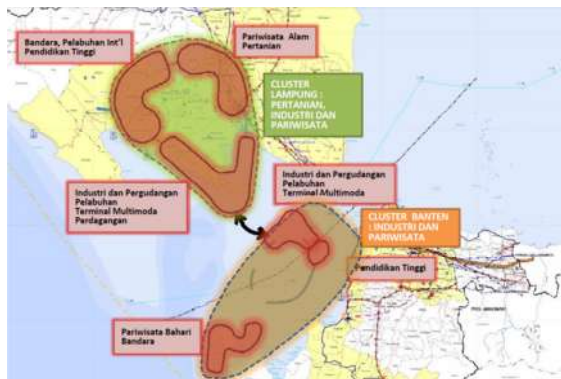 Bandara, Pelabuhan Int'l
Pendidikan Tinggi
Pariwisata Alam
Pertanian
CLUSTER
LAMPUNG :
PERTANIAN,
INDUSTRI DAN
PARIWISATA
Industri dan Pergudangan
Pelabuhan
Terminal Multimoda
Perdagangan
Industri dan Pergudangan
Pelabuhan
Terminal Multimoda
CLUSTER BANTEN
: INDUSTRI DAN
PARIWISATA
Pendidikan Tinggi
Pariwisata Bahari
Bandara